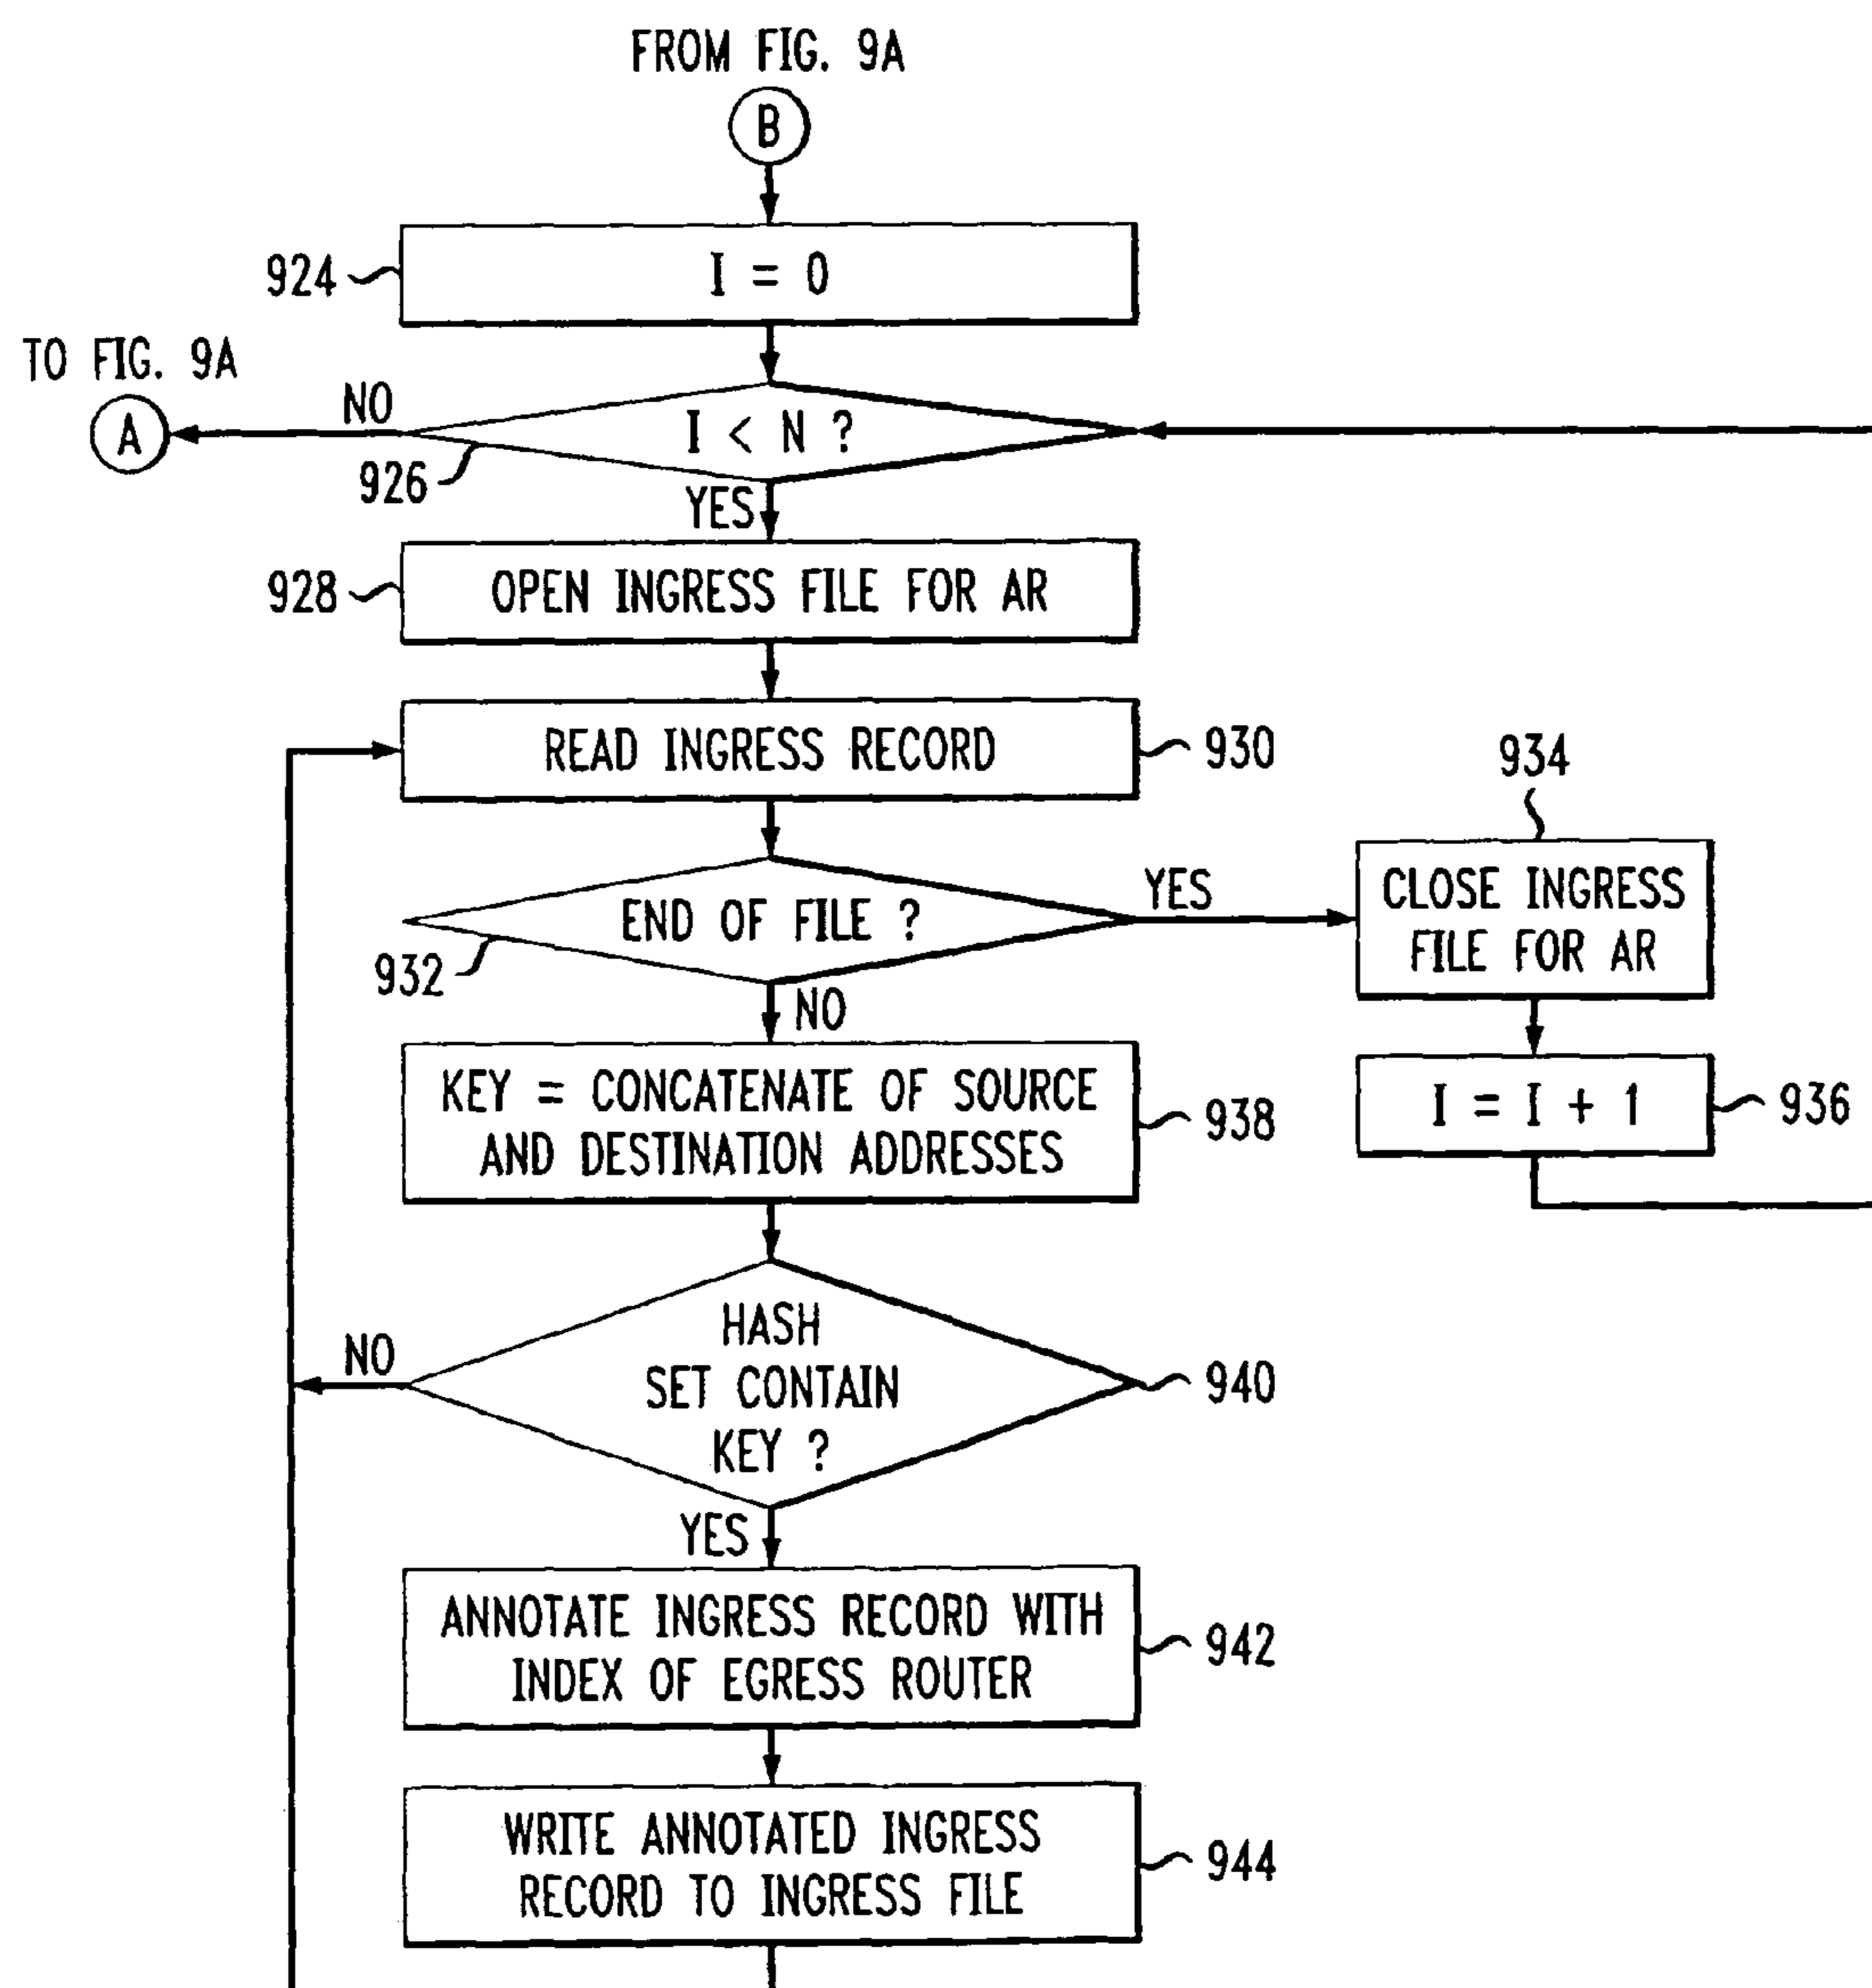 FROM FIG. 9A
B
924
I = 0
TO FIG. 9A
A
NO
I < N ?
926
YES
928
OPEN INGRESS FILE FOR AR
READ INGRESS RECORD
930
934
END OF FILE ?
YES
932
CLOSE INGRESS
FILE FOR AR
NO
KEY = CONCATENATE OF SOURCE
AND DESTINATION ADDRESSES
938
I = I + 1
936
HASH
SET CONTAIN
KEY ?
NO
940
YES
ANNOTATE INGRESS RECORD WITH
INDEX OF EGRESS ROUTER
942
WRITE ANNOTATED INGRESS
RECORD TO INGRESS FILE
944